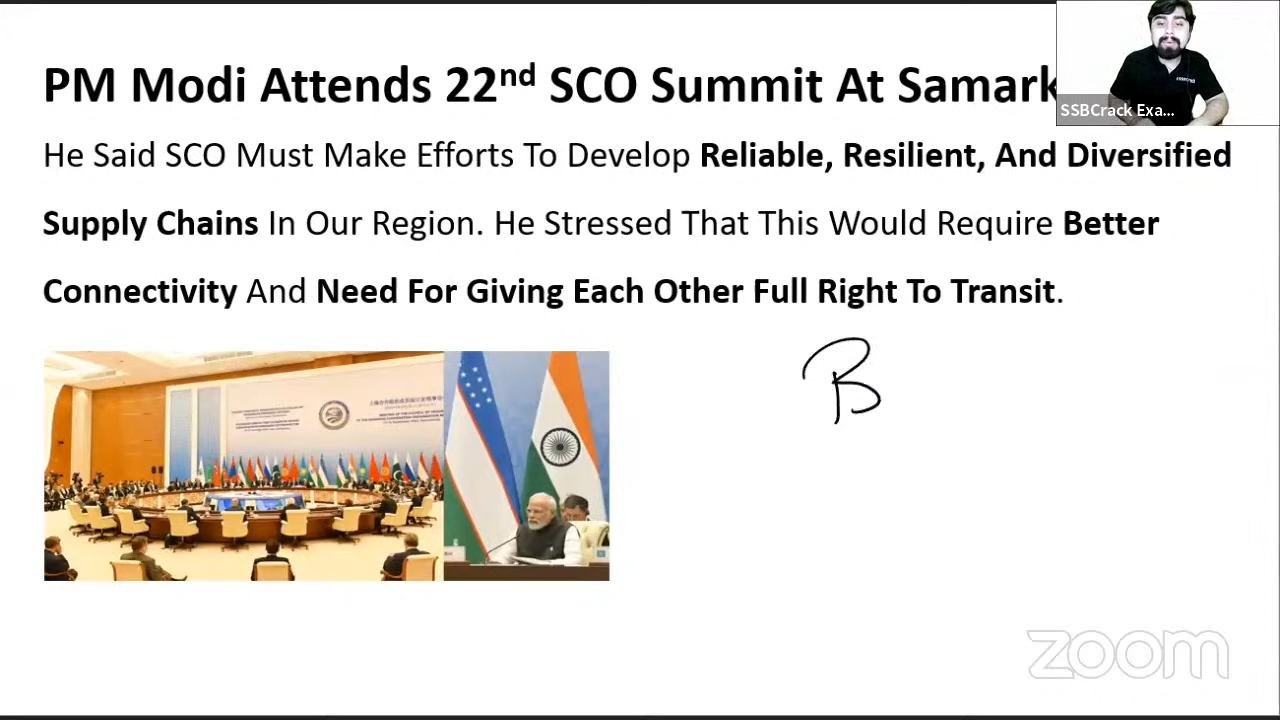 PM Modi Attends 22nd SCO Summit At Samark
SSBCrack Exa...
He Said SCO Must Make Efforts To Develop Reliable, Resilient, And Diversified
Supply Chains In Our Region. He Stressed That This Would Require Better
Connectivity And Need For Giving Each Other Full Right To Transit.
B
zoom